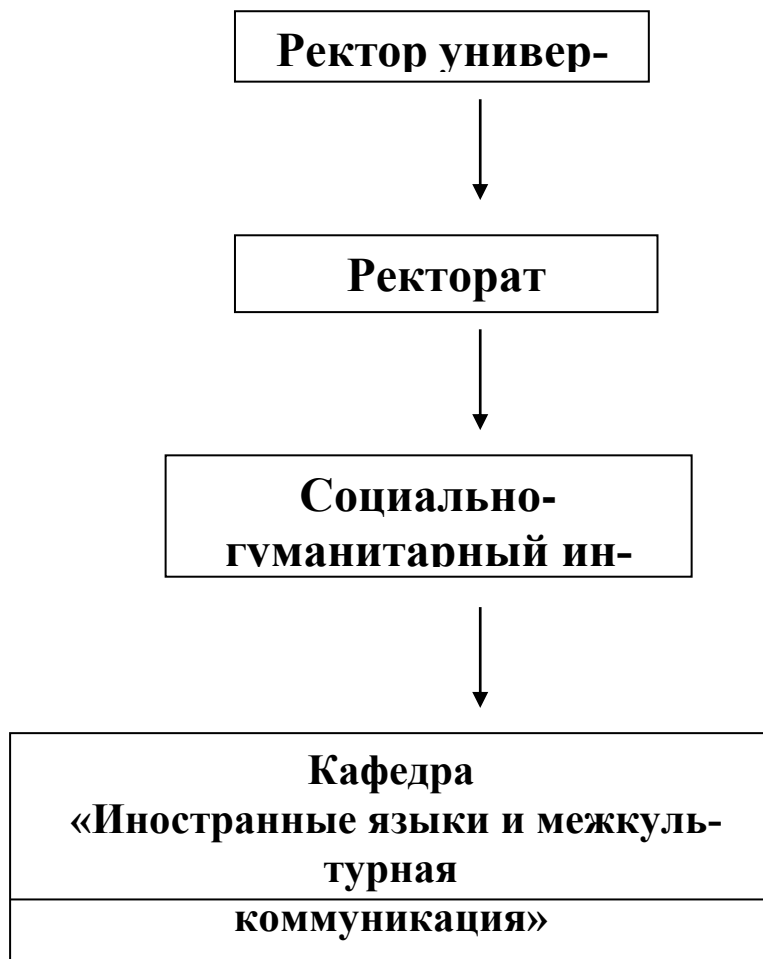 Ректор универ-
Ректорат
Социально-
гуманитарный ин-
Кафедра
«Иностранные языки и межкуль-
турная
коммуникация»